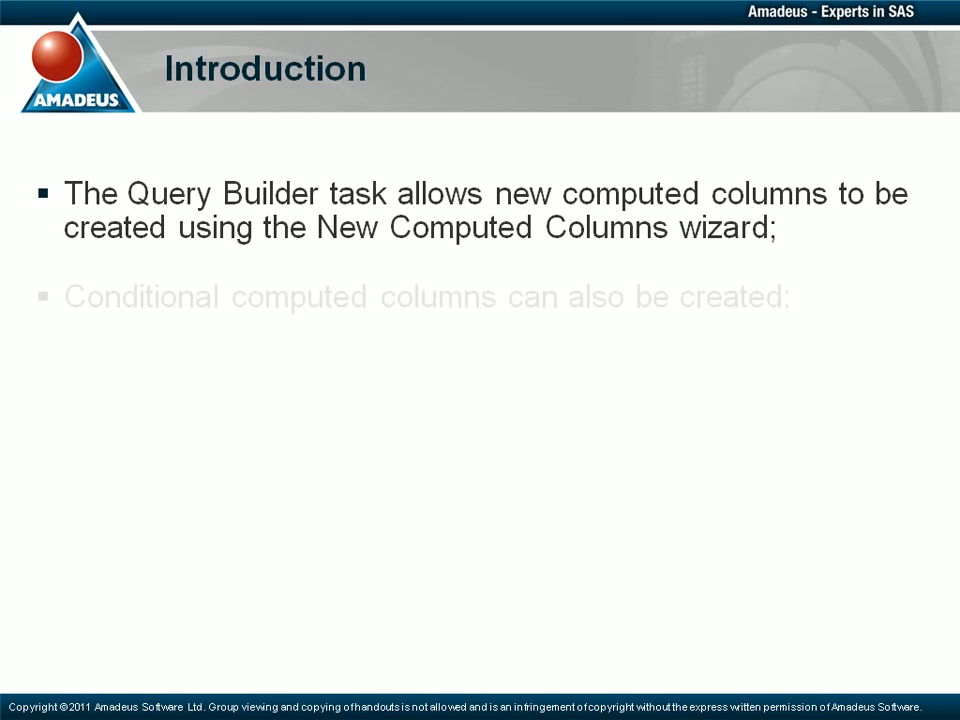 Amadeus - Experts in SAS
AMADEUS
Introduction
▪ The Query Builder task allows new computed columns to be
created using the New Computed Columns wizard;
▪ Conditional computed columns can also be created;
Copyright ©2011 Amadeus Software Ltd. Group viewing and copying of handouts is not allowed and is an infringement of copyright without the express written permission of Amadeus Software.